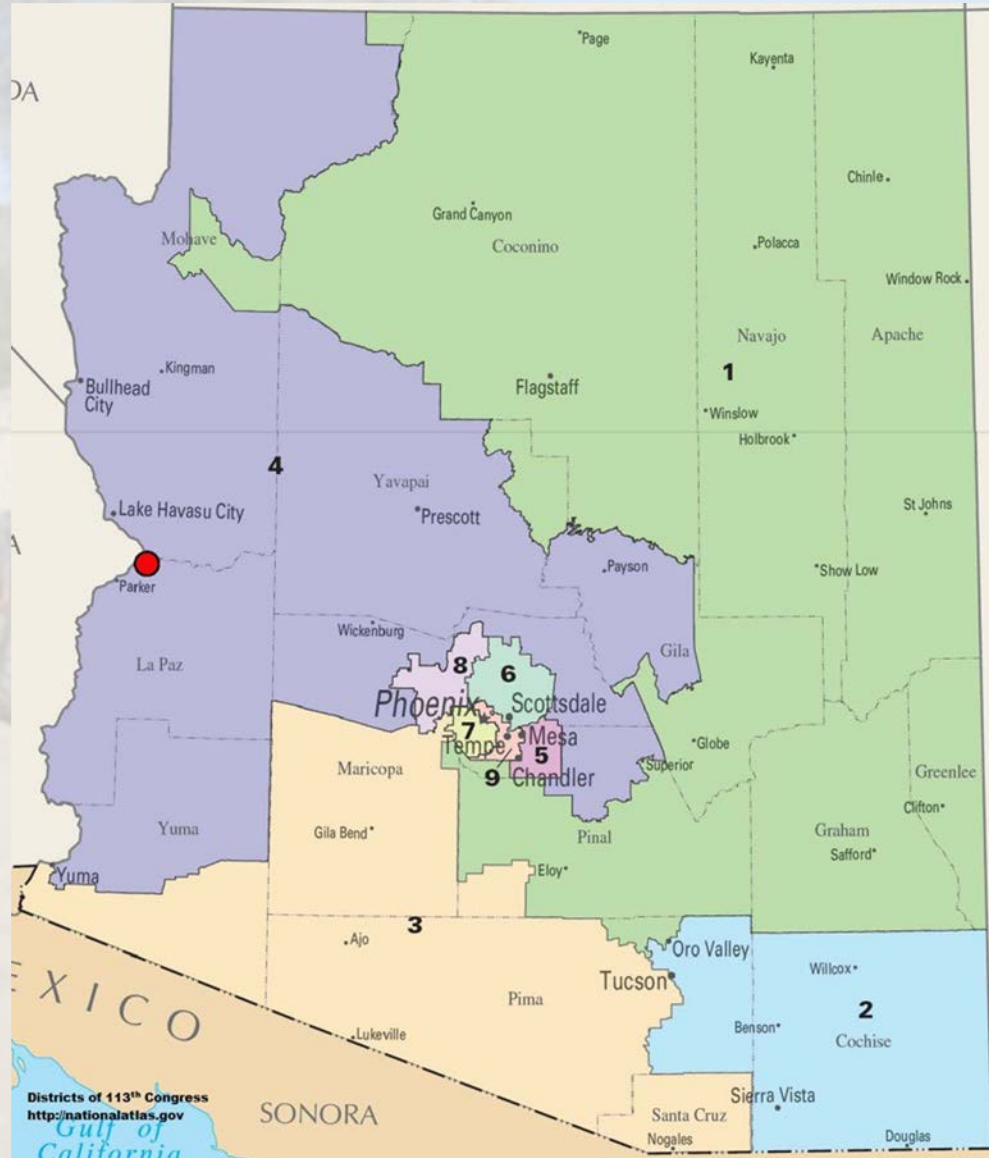 Page
Kayenta
DA
Chinle
Grand Canyon
Mohave
Coconino
Polacca
Window Rock
Navajo
Apache
1
Kingman
Bullhead
City
Flagstaff
Winslow
Holbrook
4
Yavapai
Lake Havasu City
Prescott
St Johns
A
Payson
Show Low
Parker
Wickenburg
La Paz
Gila
8
6
Phoenix
Scottsdale
7
Tempe
Mesa
5
9
Chandler
Superior
Globe
Maricopa
Greenlee
Clifton
Yuma
Gila Bend
Pinal
Graham
Safford
Eloy
Yuma
3
Ajo
Oro Valley
Tucson
Willcox
EXICO
Pima
2
Benson
Cochise
Lukeville
Sierra Vista
Districts of 113th Congress
http://nationalatlas.gov
Gulf of
California
SONORA
Santa Cruz
Nogales
Douglas